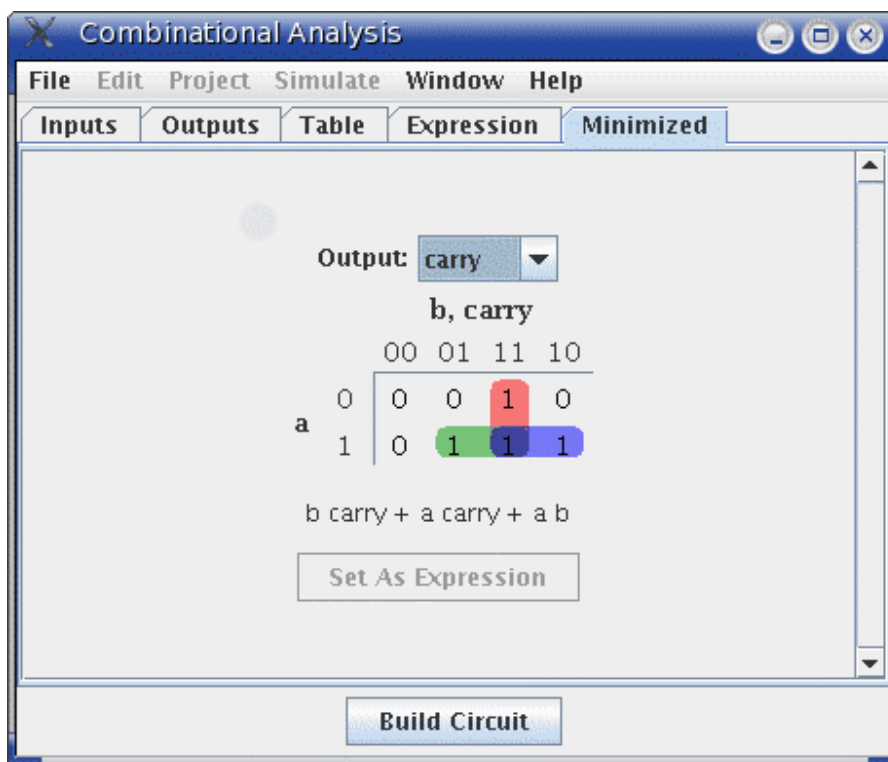 Combinational Analysis
File Edit Project Simulate Window Help
Inputs Outputs Table Expression Minimized
Output: carry
b, carry
00 01 11 10
0 0 0 1 0
a
1 0 1 1 1
b carry + a carry + a b
Set As Expression
Build Circuit